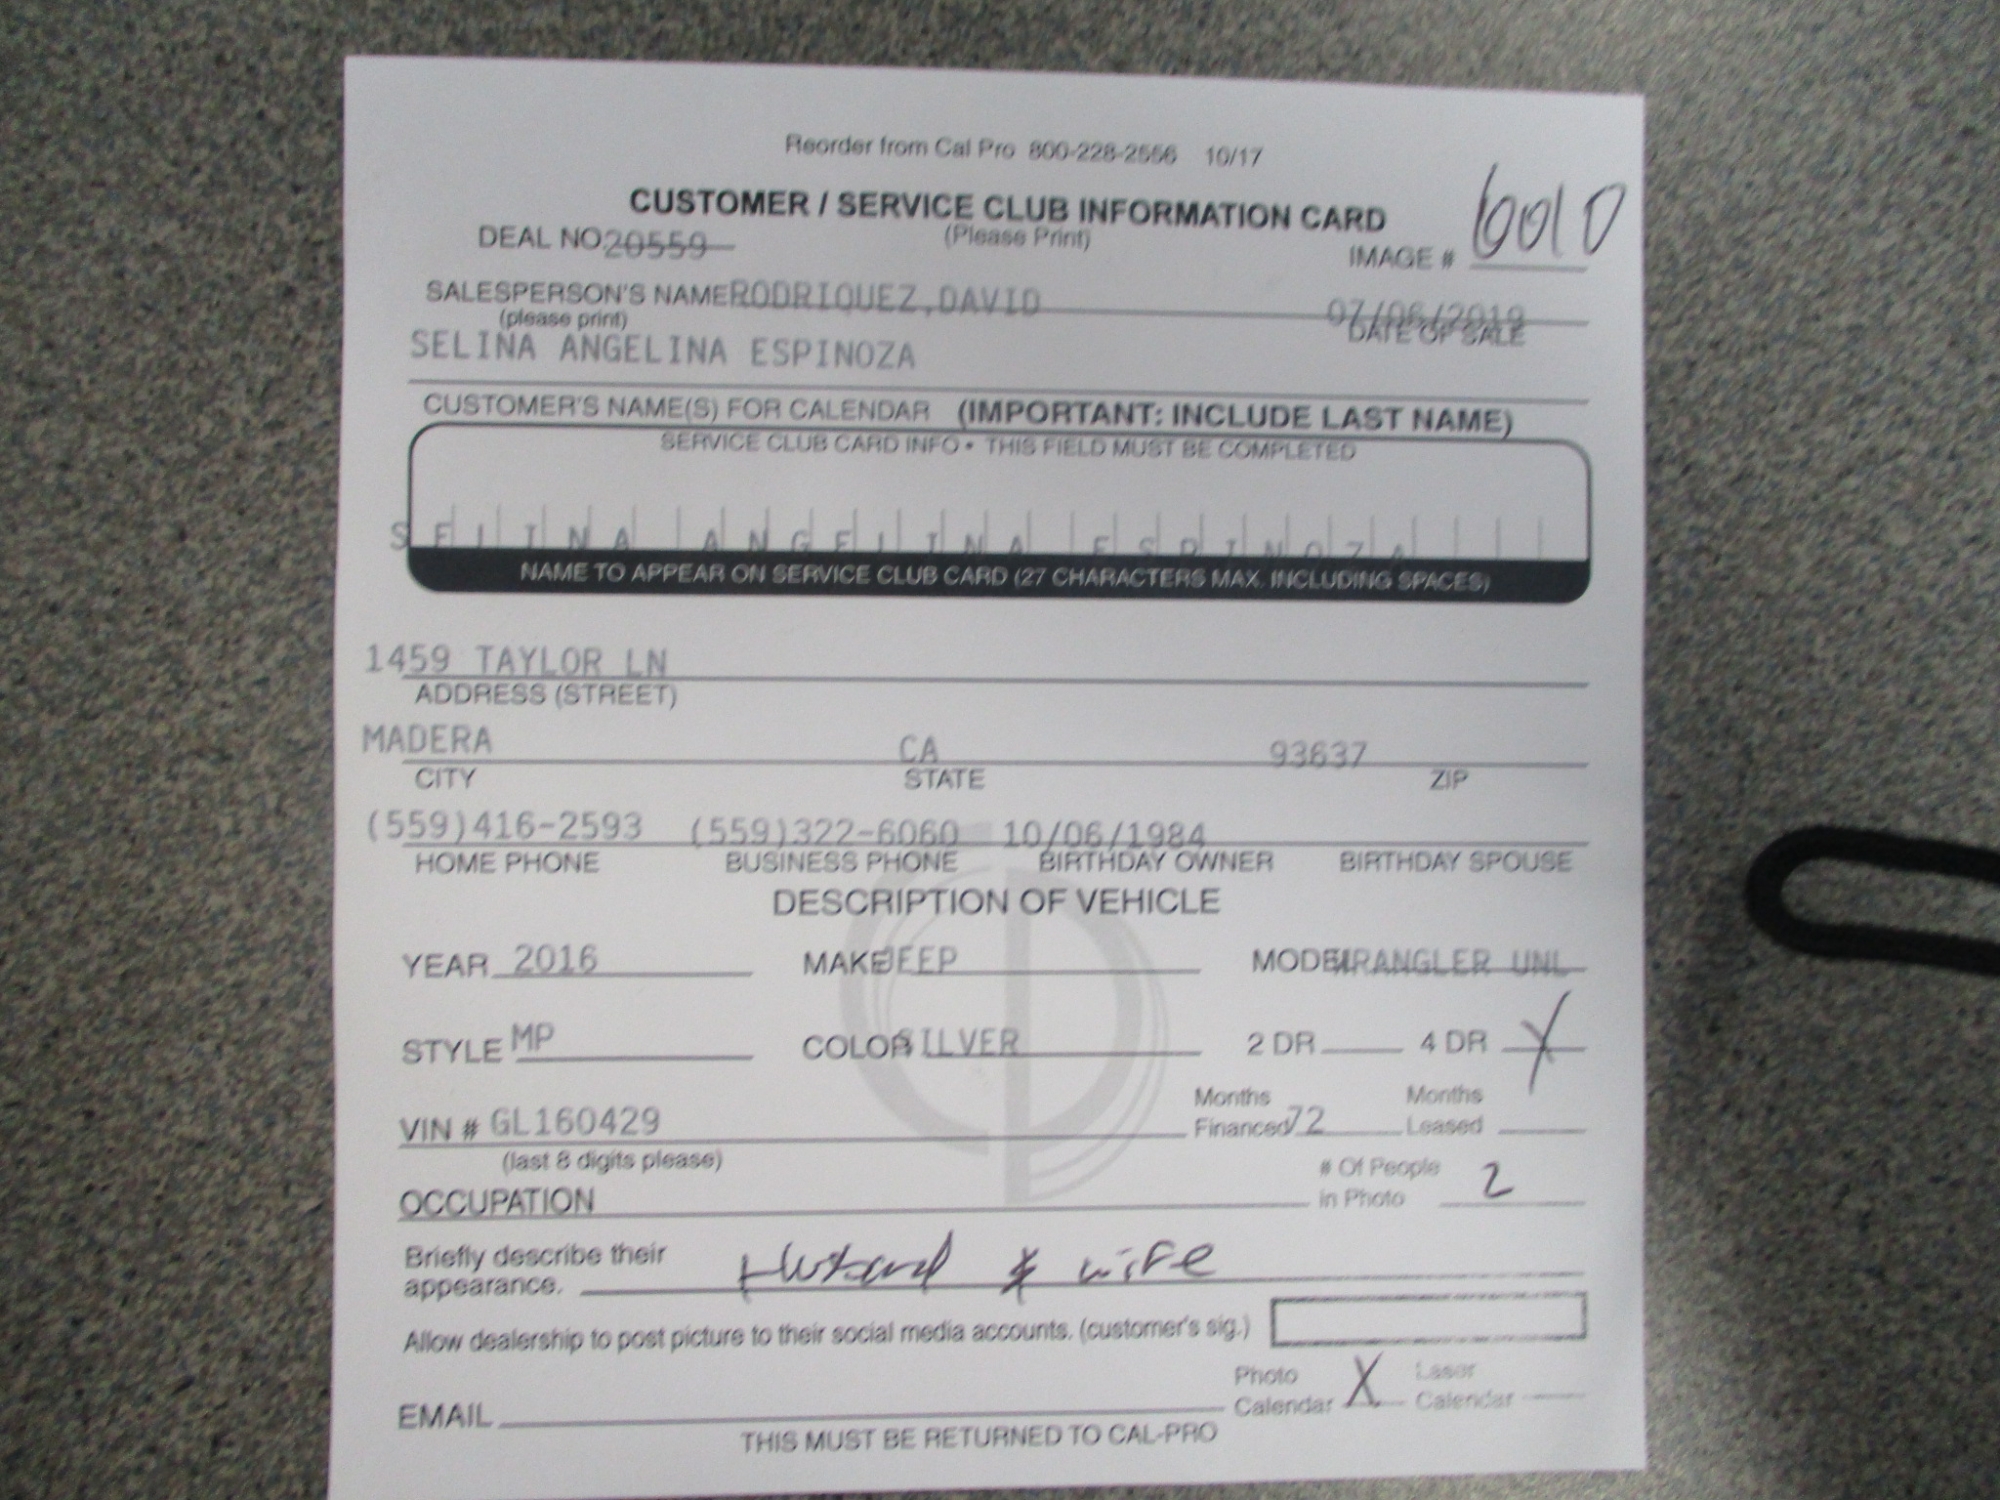 Reorder from Cal Pro 800-228-2556 10/17
CUSTOMER / SERVICE CLUB INFORMATION CARD
DEAL NO. 20559 (Please Print) IMAGE # 6010
SALESPERSON'S NAME RODRIQUEZ,DAVID 07/06/2019
(please print) DATE OF SALE
SELINA ANGELINA ESPINOZA
CUSTOMER'S NAME(S) FOR CALENDAR (IMPORTANT: INCLUDE LAST NAME)
SERVICE CLUB CARD INFO • THIS FIELD MUST BE COMPLETED
SELINA ANGELINA ESPINOZA
NAME TO APPEAR ON SERVICE CLUB CARD (27 CHARACTERS MAX. INCLUDING SPACES)
1459 TAYLOR LN
ADDRESS (STREET)
MADERA CA 93637
CITY STATE ZIP
(559)416-2593 (559)322-6060 10/06/1984
HOME PHONE BUSINESS PHONE BIRTHDAY OWNER BIRTHDAY SPOUSE
DESCRIPTION OF VEHICLE
YEAR 2016 MAKE JEEP MODEL WRANGLER UNL
STYLE MP COLOR SILVER 2 DR 4 DR X
Months Months
VIN # GL160429 Financed 72 Leased
(last 8 digits please) # Of People
OCCUPATION in Photo 2
Briefly describe their
appearance. Husband & wife
Allow dealership to post picture to their social media accounts. (customer's sig.)
Photo X Laser
EMAIL Calendar Calendar
THIS MUST BE RETURNED TO CAL-PRO